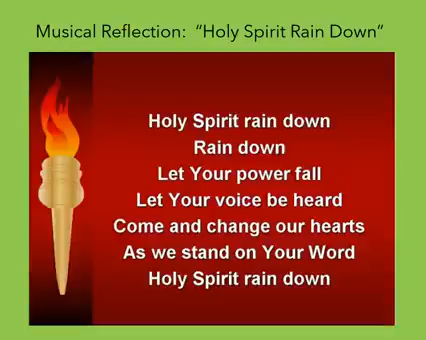 Musical Reflection: “Holy Spirit Rain Down“
Holy Spirit rain down
Rain down
Let Your power fall
Let Your voice be heard
Come and change our hearts
As we stand on Your Word
Holy Spirit rain down